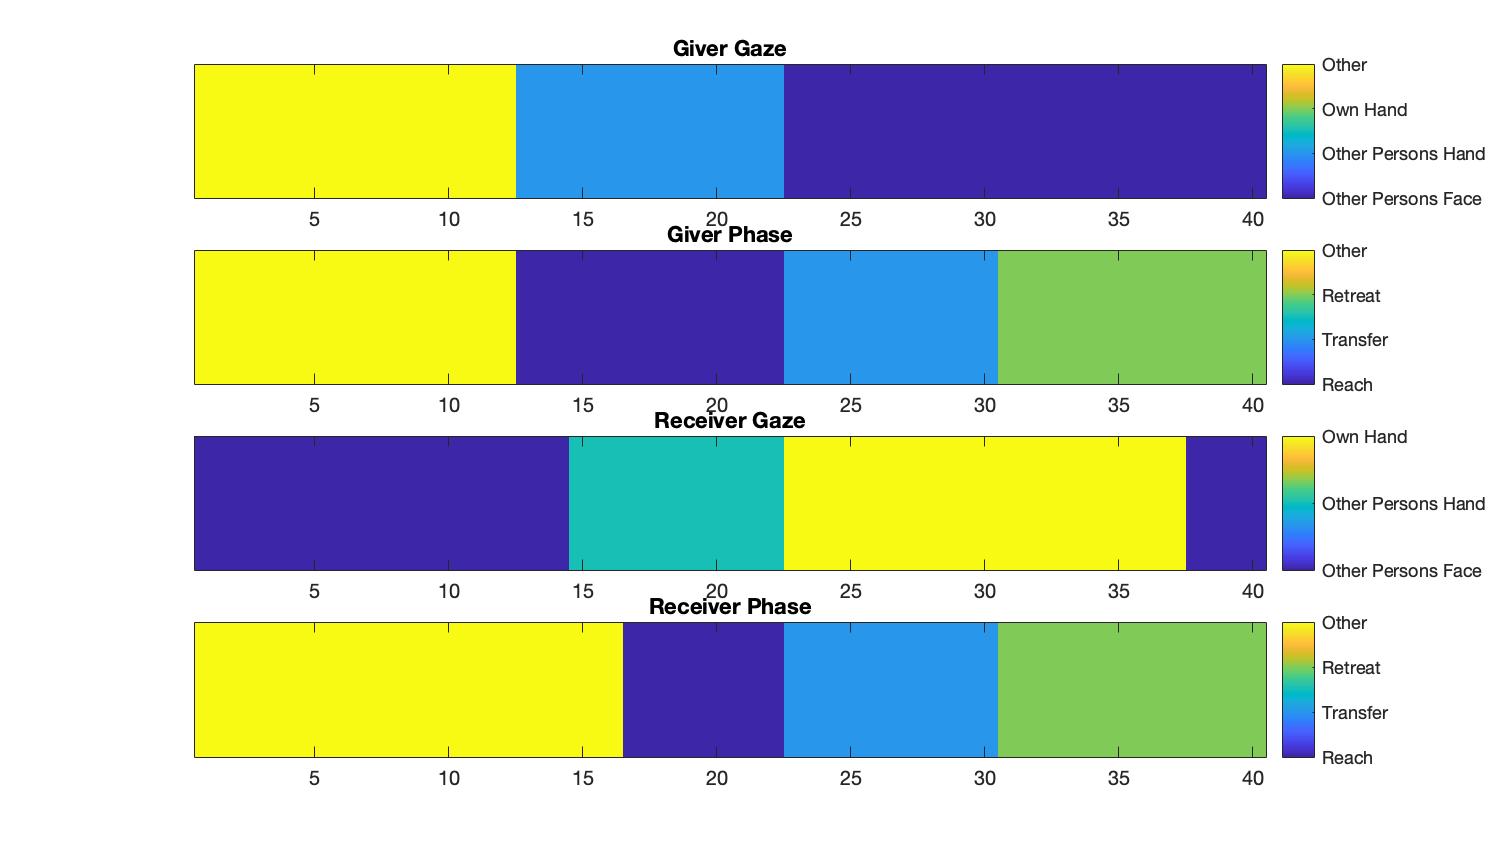 Giver Gaze
Other
Own Hand
Other Persons Hand
Other Persons Face
5 10 15 20 25 30 35 40
Giver Phase
Other
Retreat
Transfer
Reach
5 10 15 20 25 30 35 40
Receiver Gaze
Own Hand
Other Persons Hand
Other Persons Face
5 10 15 20 25 30 35 40
Receiver Phase
Other
Retreat
Transfer
Reach
5 10 15 20 25 30 35 40